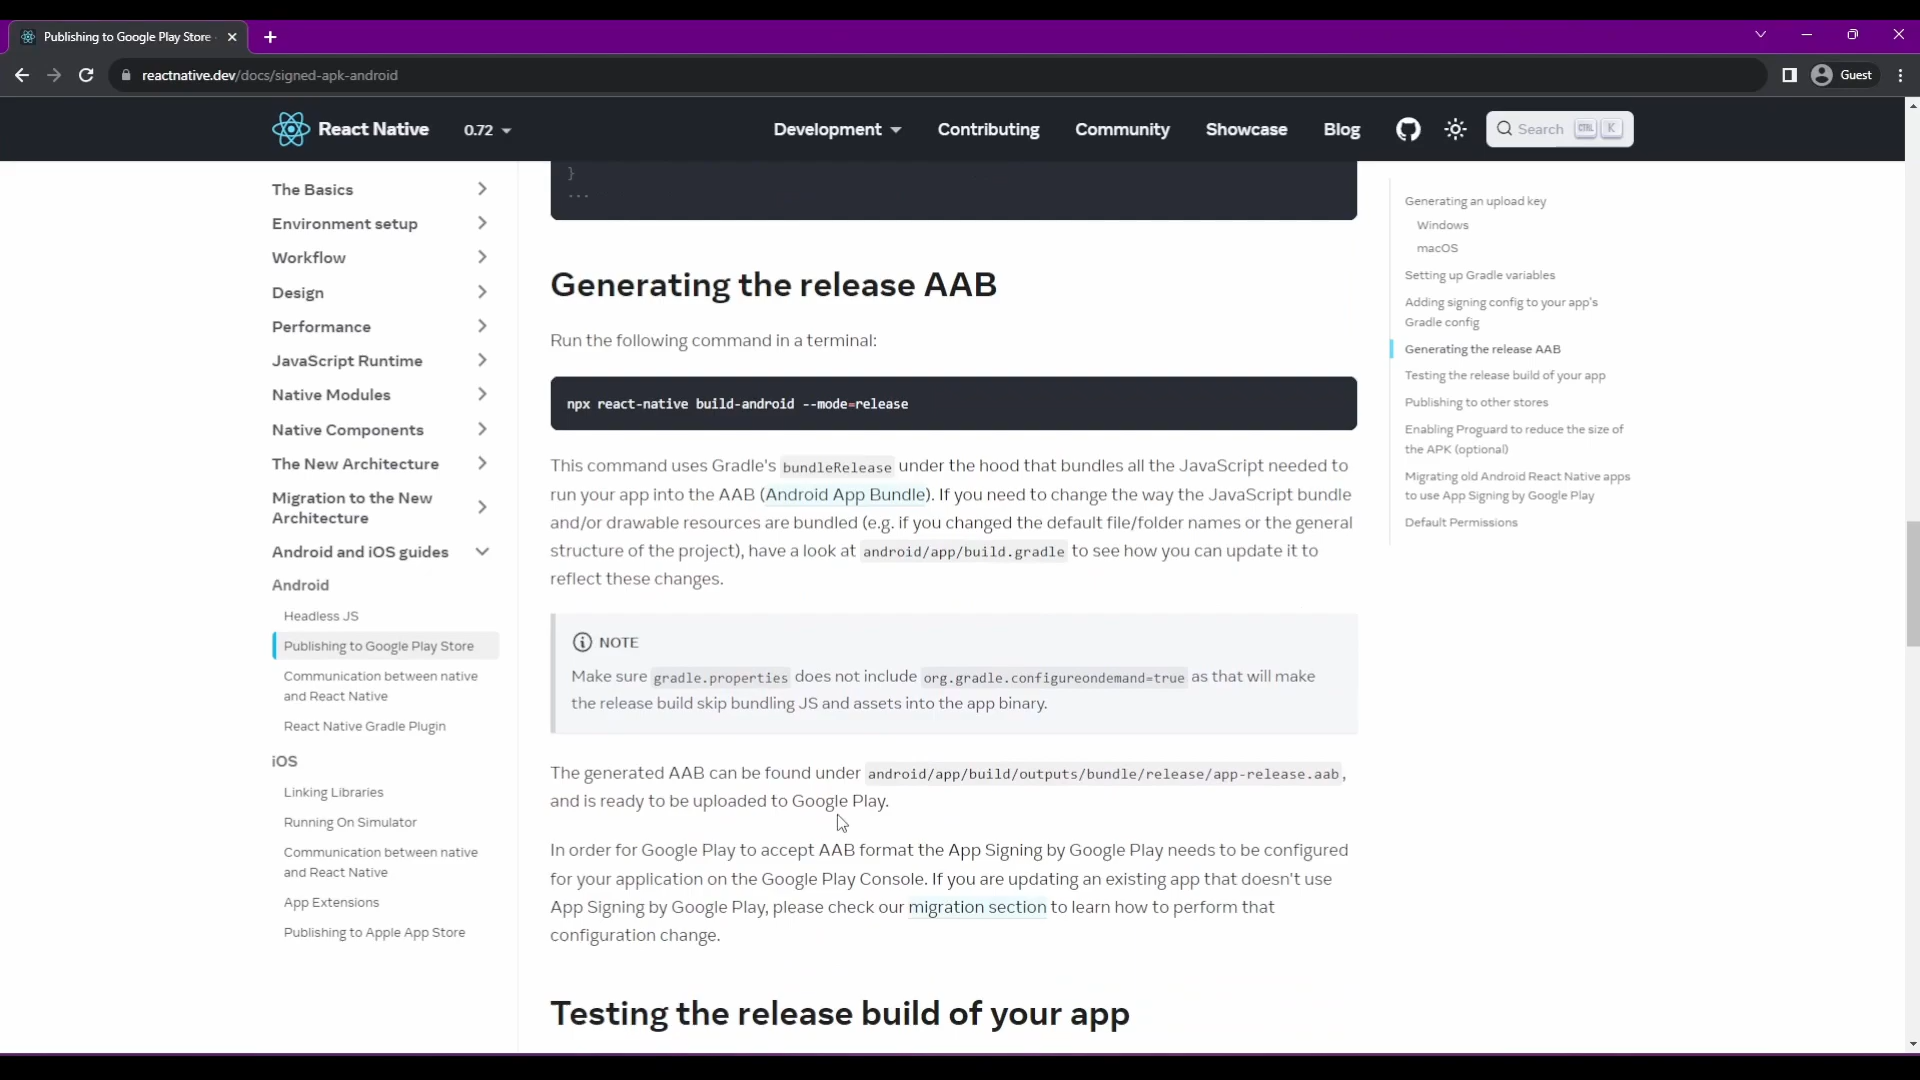 Publishing to Google Play Store
reactnative.dev/docs/signed-apk-android
Guest
React Native
0.72
Development
Contributing
Community
Showcase
Blog
Search
CTRL
K
The Basics
Environment setup
Workflow
Design
Performance
JavaScript Runtime
Native Modules
Native Components
The New Architecture
Migration to the New
Architecture
Android and iOS guides
Android
Headless JS
Publishing to Google Play Store
Communication between native
and React Native
React Native Gradle Plugin
iOS
Linking Libraries
Running On Simulator
Communication between native
and React Native
App Extensions
Publishing to Apple App Store
}
...
Generating the release AAB
Run the following command in a terminal:
npx react-native build-android --mode=release
This command uses Gradle's bundleRelease under the hood that bundles all the JavaScript needed to
run your app into the AAB (Android App Bundle). If you need to change the way the JavaScript bundle
and/or drawable resources are bundled (e.g. if you changed the default file/folder names or the general
structure of the project), have a look at android/app/build.gradle to see how you can update it to
reflect these changes.
NOTE
Make sure gradle.properties does not include org.gradle.configureondemand=true as that will make
the release build skip bundling JS and assets into the app binary.
The generated AAB can be found under android/app/build/outputs/bundle/release/app-release.aab,
and is ready to be uploaded to Google Play.
In order for Google Play to accept AAB format the App Signing by Google Play needs to be configured
for your application on the Google Play Console. If you are updating an existing app that doesn't use
App Signing by Google Play, please check our migration section to learn how to perform that
configuration change.
Testing the release build of your app
Generating an upload key
Windows
macOS
Setting up Gradle variables
Adding signing config to your app's
Gradle config
Generating the release AAB
Testing the release build of your app
Publishing to other stores
Enabling Proguard to reduce the size of
the APK (optional)
Migrating old Android React Native apps
to use App Signing by Google Play
Default Permissions